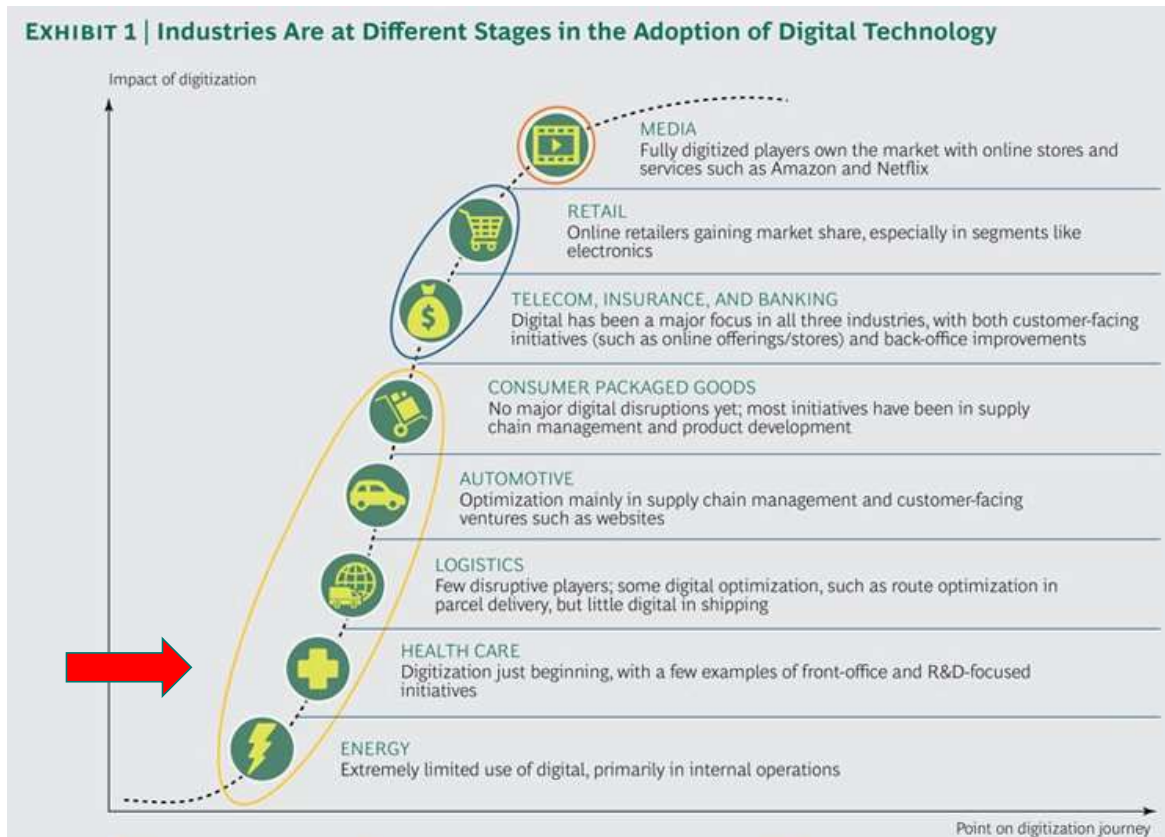 EXHIBIT 1 | Industries Are at Different Stages in the Adoption of Digital Technology
Impact of digitization
MEDIA
Fully digitized players own the market with online stores and
services such as Amazon and Netflix
RETAIL
Online retailers gaining market share, especially in segments like
electronics
$
TELECOM, INSURANCE, AND BANKING
Digital has been a major focus in all three industries, with both customer-facing
initiatives (such as online offerings/stores) and back-office improvements
CONSUMER PACKAGED GOODS
No major digital disruptions yet; most initiatives have been in supply
chain management and product development
AUTOMOTIVE
Optimization mainly in supply chain management and customer-facing
ventures such as websites
LOGISTICS
Few disruptive players; some digital optimization, such as route optimization in
parcel delivery, but little digital in shipping
HEALTH CARE
Digitization just beginning, with a few examples of front-office and R&D-focused
initiatives
ENERGY
Extremely limited use of digital, primarily in internal operations
Point on digitization journey